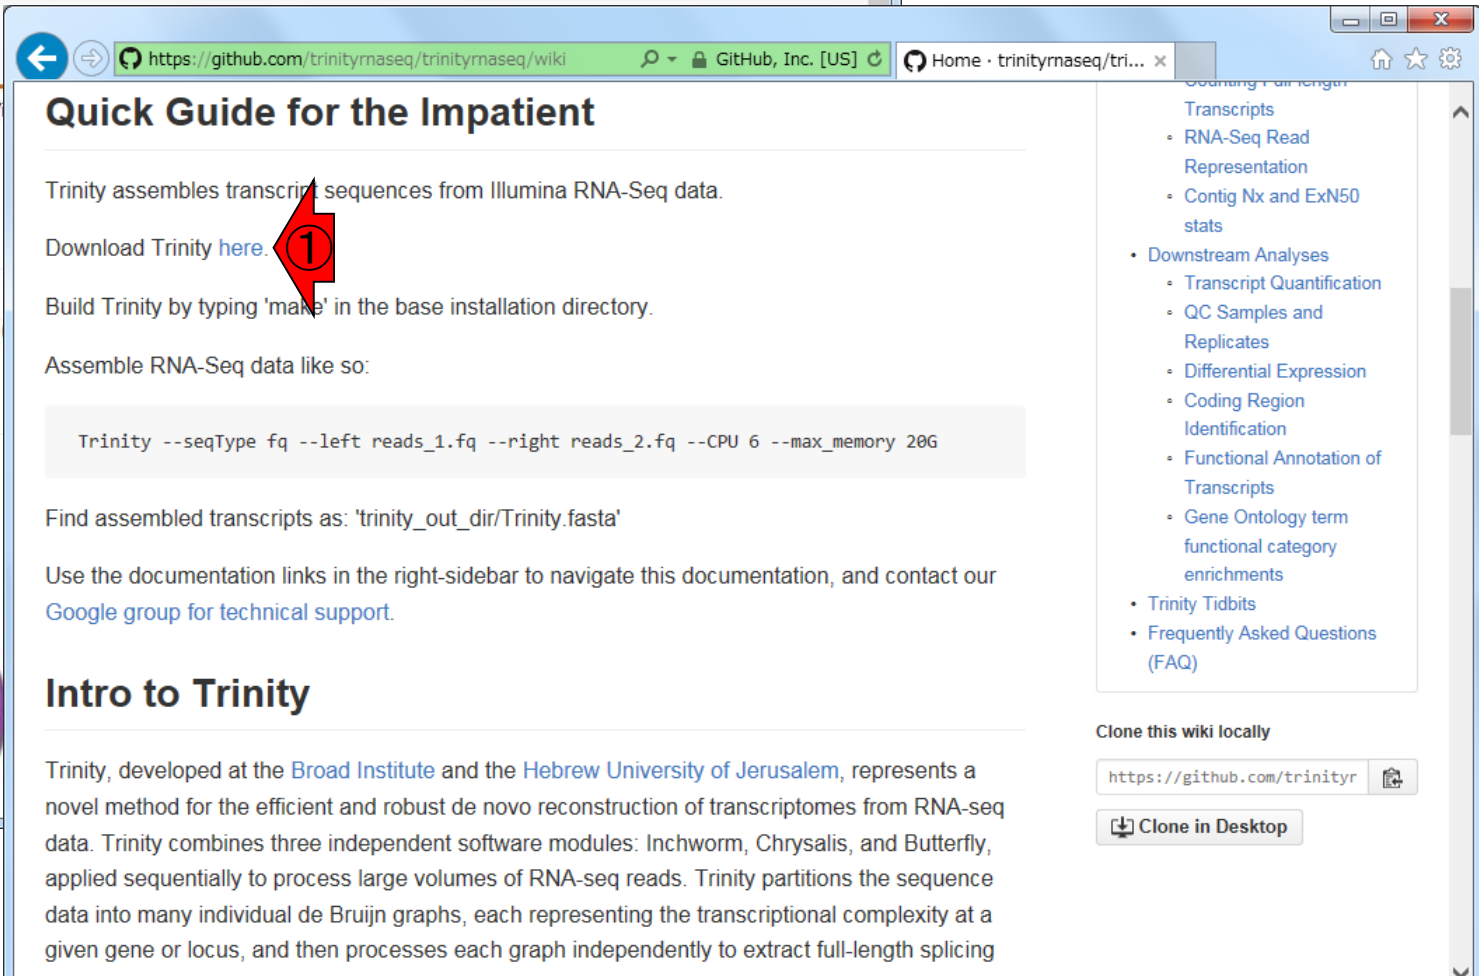 https://github.com/trinityrnaseq/trinityrnaseq/wiki
GitHub, Inc. [US]
Home · trinityrnaseq/tri...
Quick Guide for the Impatient
Trinity assembles transcript sequences from Illumina RNA-Seq data.
Download Trinity here.
①
Build Trinity by typing 'make' in the base installation directory.
Assemble RNA-Seq data like so:
Trinity --seqType fq --left reads_1.fq --right reads_2.fq --CPU 6 --max_memory 20G
Find assembled transcripts as: 'trinity_out_dir/Trinity.fasta'
Use the documentation links in the right-sidebar to navigate this documentation, and contact our
Google group for technical support.
Intro to Trinity
Trinity, developed at the Broad Institute and the Hebrew University of Jerusalem, represents a
novel method for the efficient and robust de novo reconstruction of transcriptomes from RNA-seq
data. Trinity combines three independent software modules: Inchworm, Chrysalis, and Butterfly,
applied sequentially to process large volumes of RNA-seq reads. Trinity partitions the sequence
data into many individual de Bruijn graphs, each representing the transcriptional complexity at a
given gene or locus, and then processes each graph independently to extract full-length splicing
Counting Full-length
Transcripts
RNA-Seq Read
Representation
Contig Nx and ExN50
stats
Downstream Analyses
Transcript Quantification
QC Samples and
Replicates
Differential Expression
Coding Region
Identification
Functional Annotation of
Transcripts
Gene Ontology term
functional category
enrichments
Trinity Tidbits
Frequently Asked Questions
(FAQ)
Clone this wiki locally
https://github.com/trinityr
Clone in Desktop